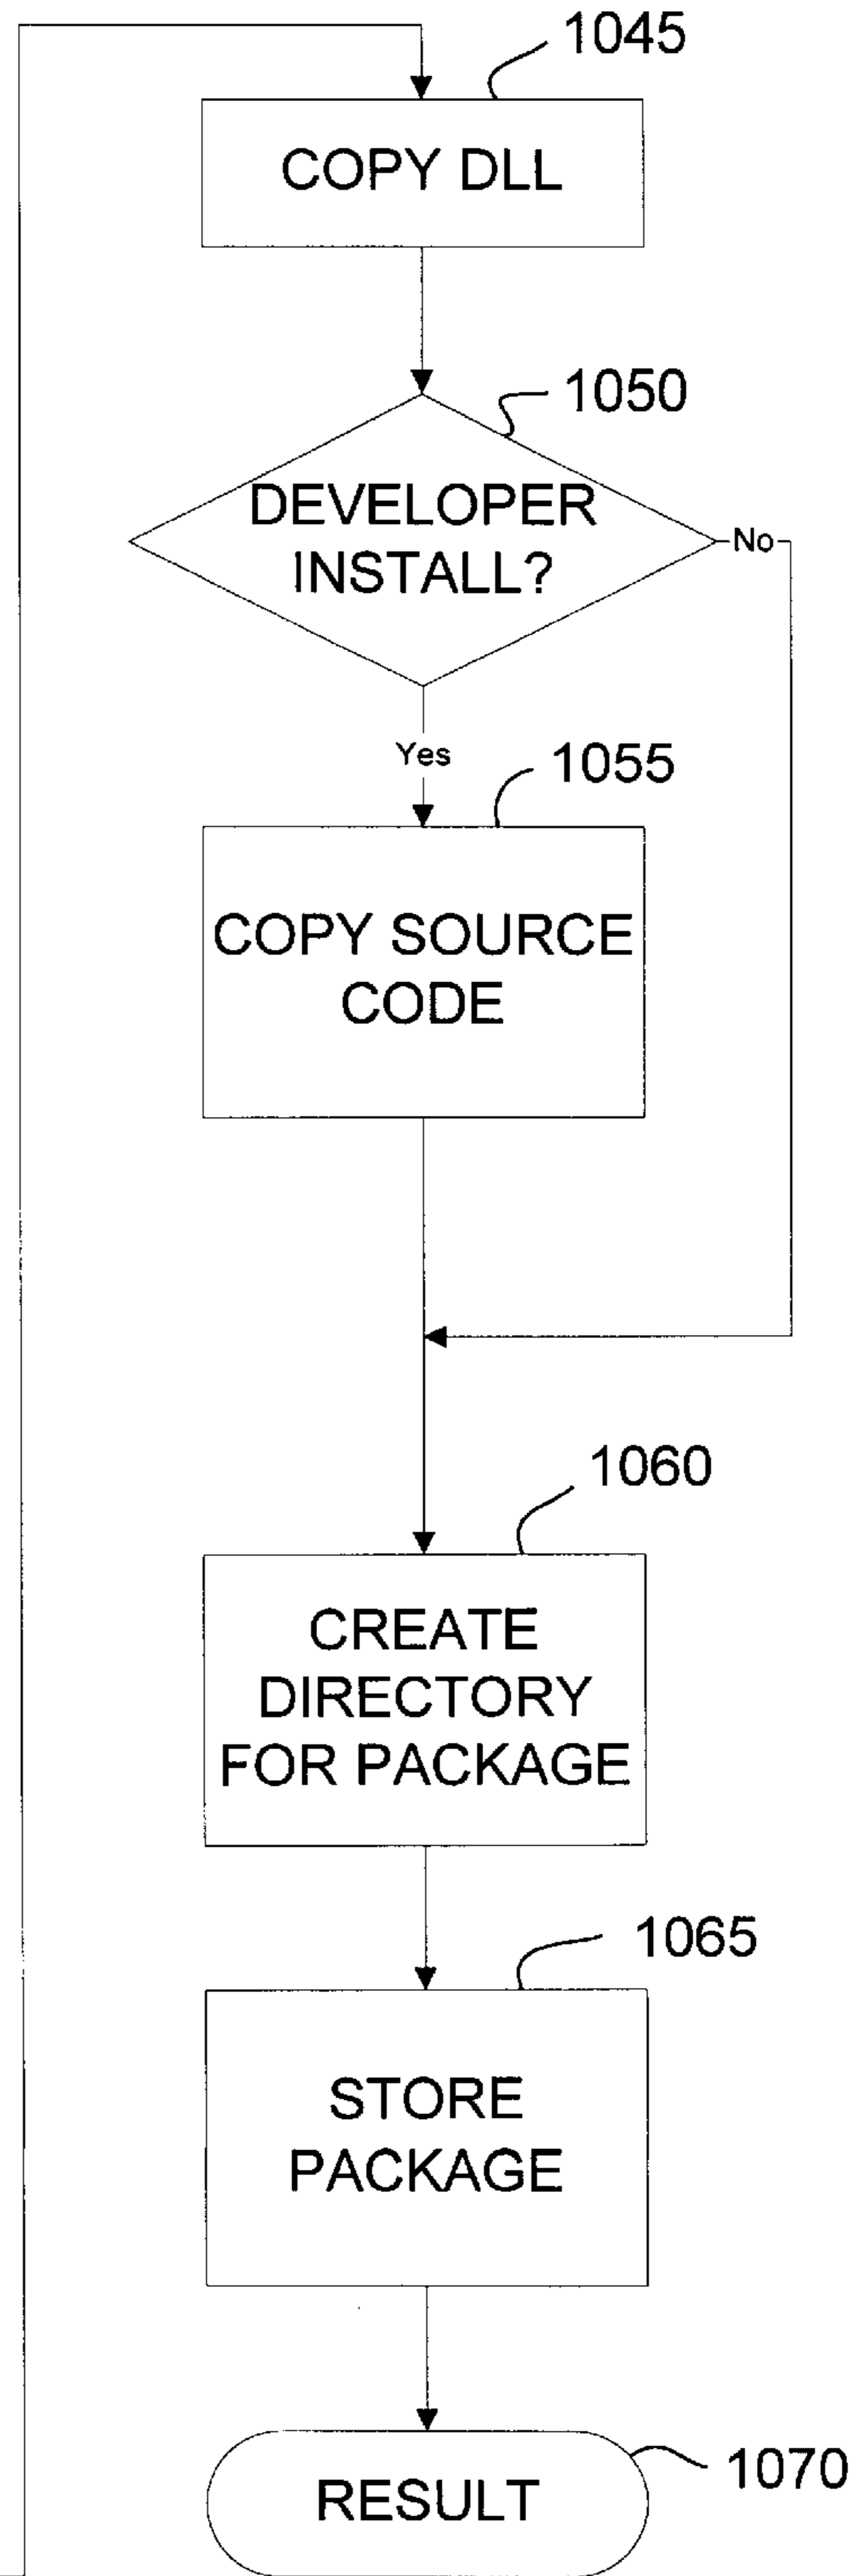 1045
COPY DLL
1050
DEVELOPER
INSTALL?
No
Yes
1055
COPY SOURCE
CODE
1060
CREATE
DIRECTORY
FOR PACKAGE
1065
STORE
PACKAGE
1070
RESULT